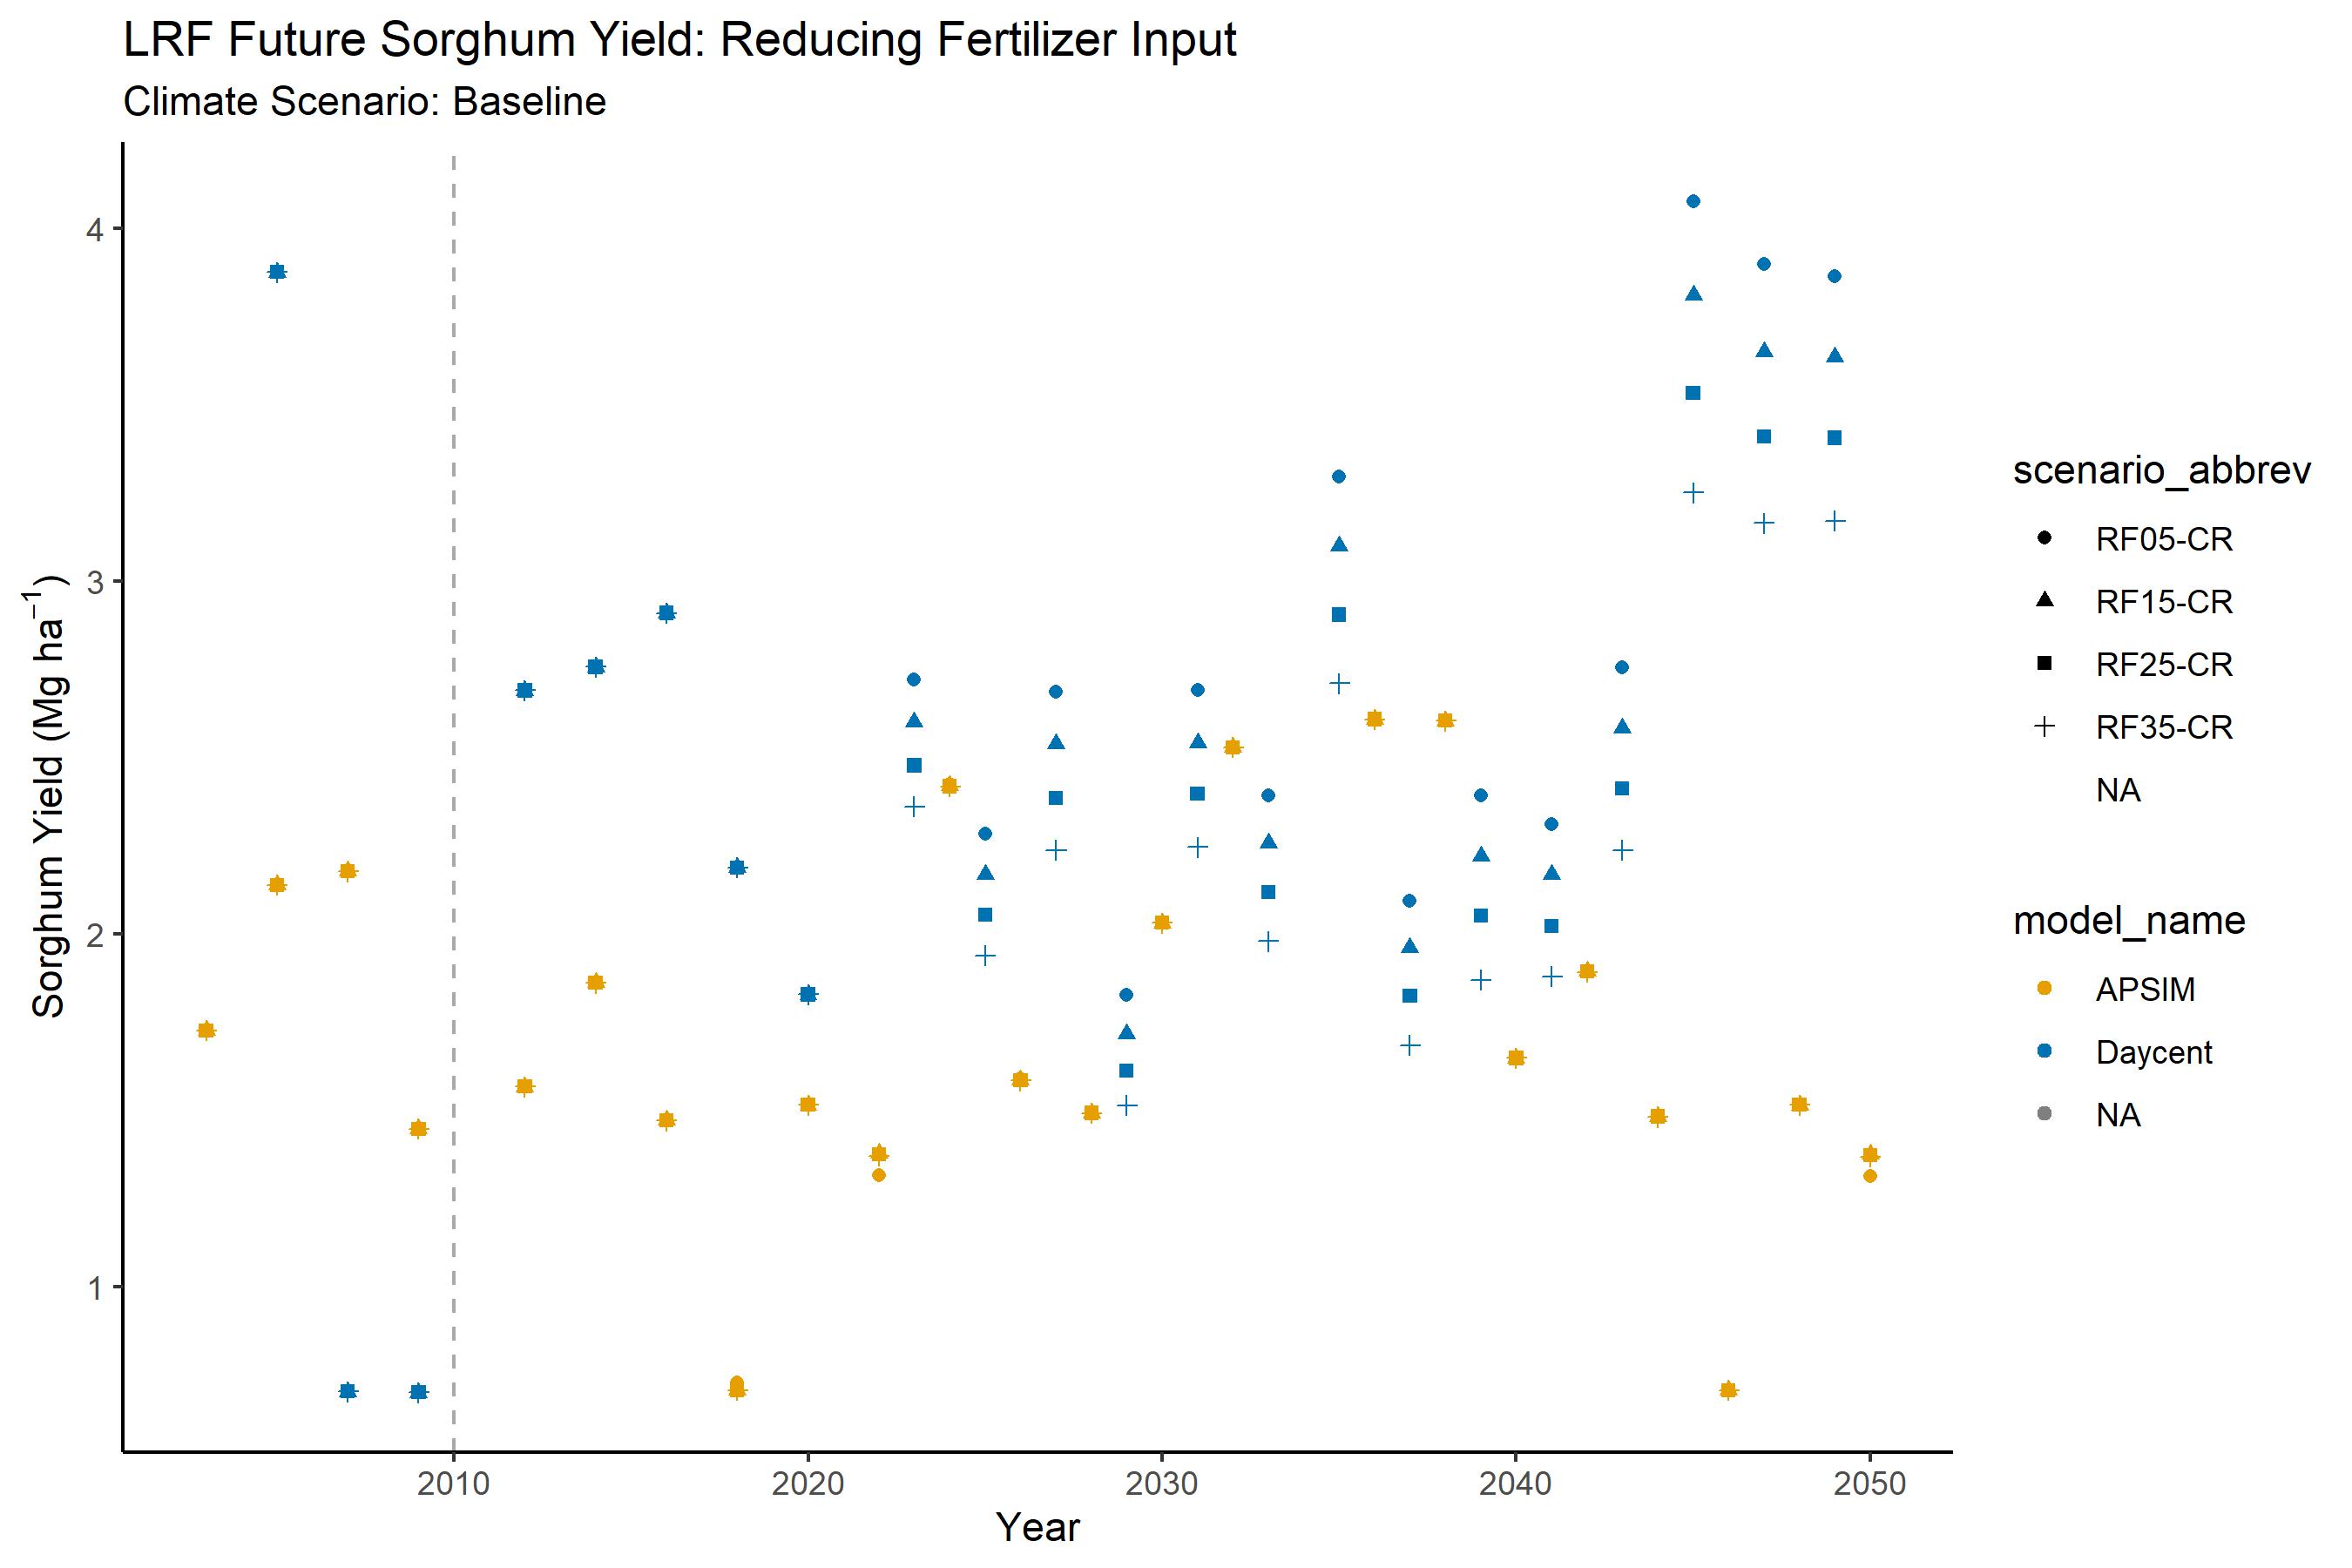 LRF Future Sorghum Yield: Reducing Fertilizer Input
Climate Scenario: Baseline
Sorghum Yield (Mg ha⁻¹)
4
3
2
1
2010
2020
2030
2040
2050
Year
scenario_abbrev
RF05-CR
RF15-CR
RF25-CR
RF35-CR
NA
model_name
APSIM
Daycent
NA